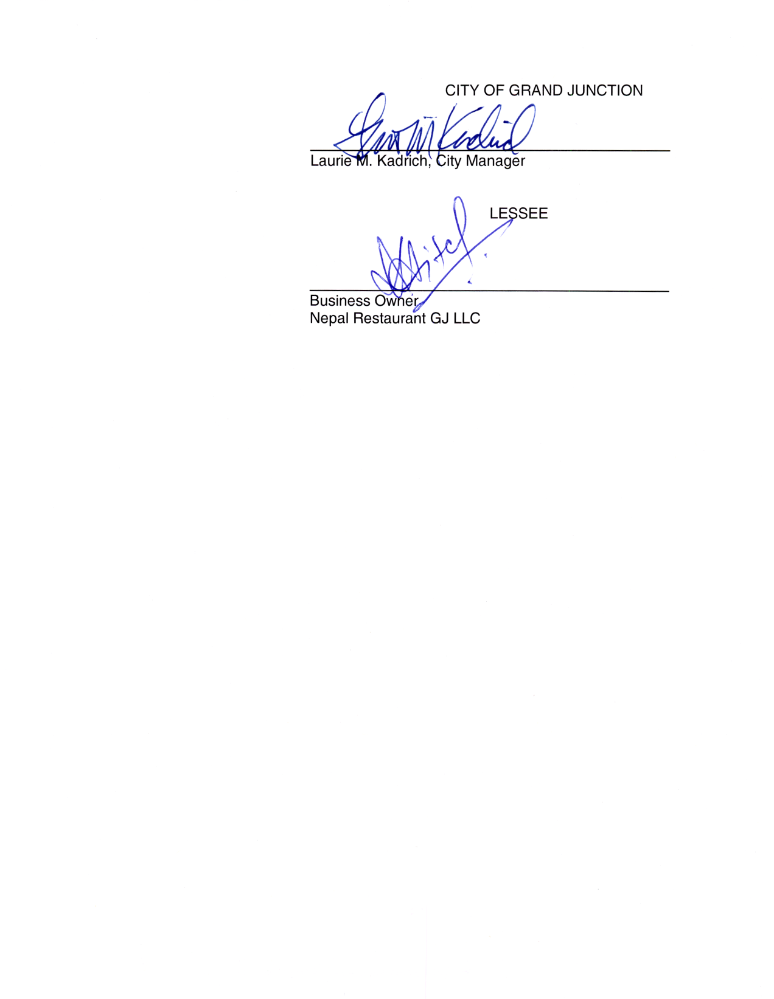 CITY OF GRAND JUNCTION
Laurie M. Kadrich, City Manager
LESSEE
Business Owner
Nepal Restaurant GJ LLC